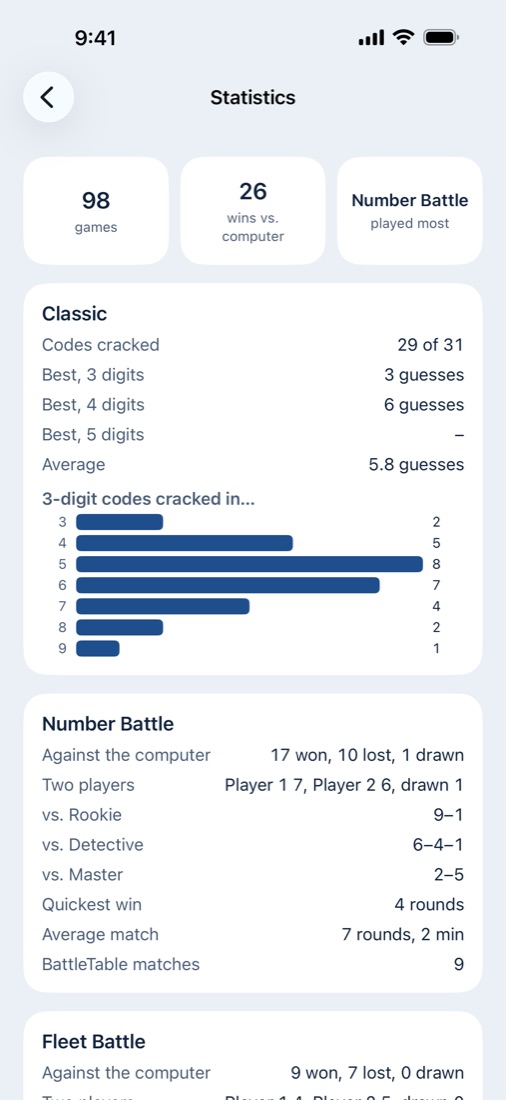 9:41
Statistics
98
games
26
wins vs.
computer
Number Battle
played most
Classic
Codes cracked 29 of 31
Best, 3 digits 3 guesses
Best, 4 digits 6 guesses
Best, 5 digits –
Average 5.8 guesses
3-digit codes cracked in...
3 2
4 5
5 8
6 7
7 4
8 2
9 1
Number Battle
Against the computer 17 won, 10 lost, 1 drawn
Two players Player 1 7, Player 2 6, drawn 1
vs. Rookie 9–1
vs. Detective 6–4–1
vs. Master 2–5
Quickest win 4 rounds
Average match 7 rounds, 2 min
BattleTable matches 9
Fleet Battle
Against the computer 9 won, 7 lost, 0 drawn